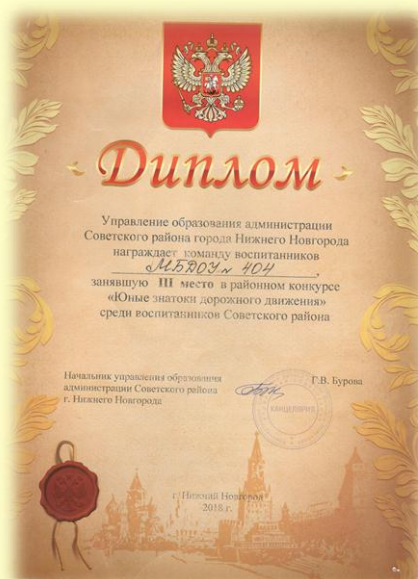 Диплом
Управление образования администрации
Советского района города Нижнего Новгорода
награждает команду воспитанников
МБДОУ № 404,
занявшую III место в районном конкурсе
«Юные знатоки дорожного движения»
среди воспитанников Советского района
Начальник управления образования
администрации Советского района
г. Нижнего Новгорода
Г.В. Бурова
КАНЦЕЛЯРИЯ
г. Нижний Новгород
2018 г.